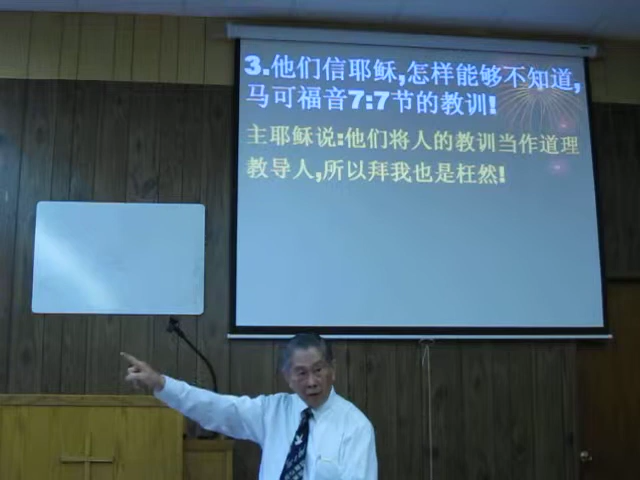 3.他们信耶稣,怎样能够不知道,
马可福音7:7节的教训!
主耶稣说:他们将人的教训当作道理
教导人,所以拜我也是枉然!